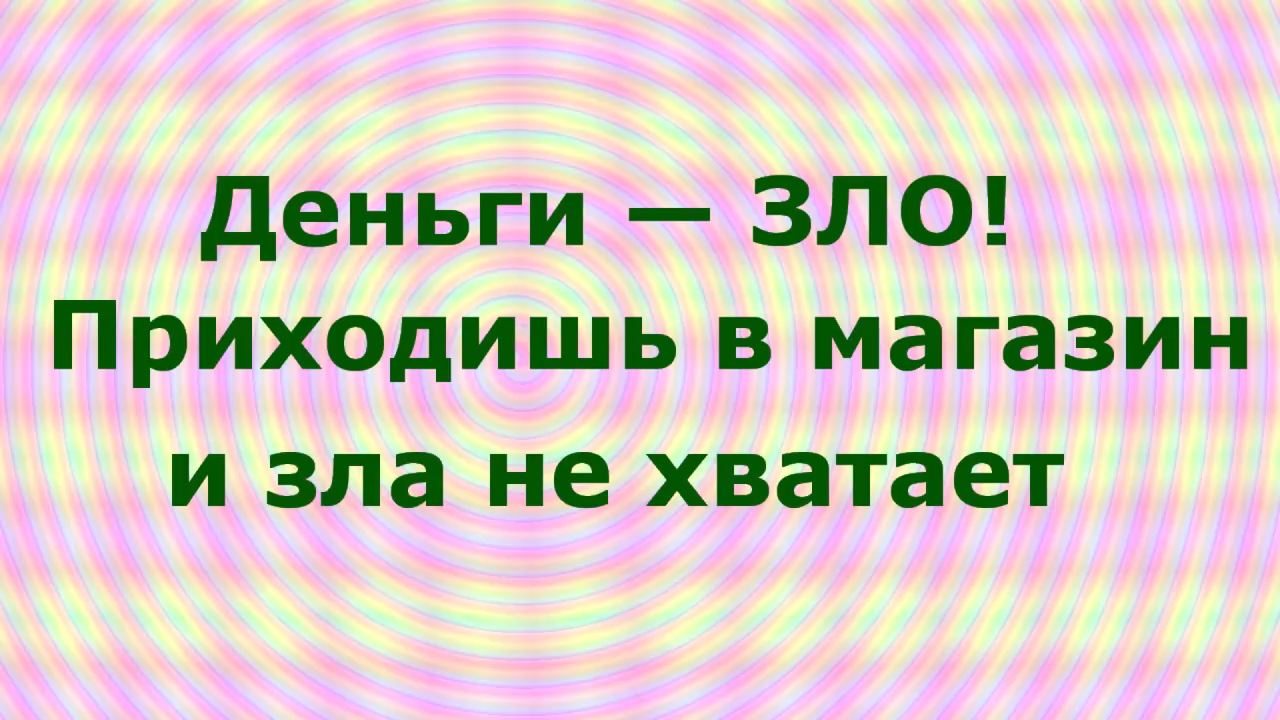 Деньги — ЗЛО!
Приходишь в магазин
и зла не хватает